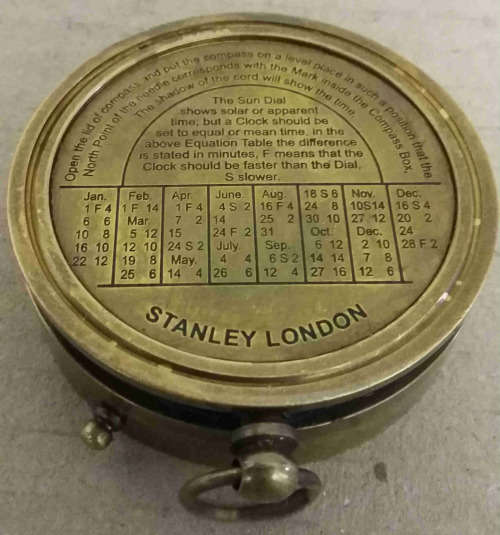 Open the lid of compass and put the compass on a level place in such a position that the
North Point of the needle corresponds with the Mark inside the Compass Box.
The shadow of the cord will show the time.
The Sun Dial
shows solar or apparent
time, but a Clock should be
set to equal or mean time, in the
above Equation Table the difference
is stated in minutes, F means that the
Clock should be faster than the Dial,
S slower.
Jan. Feb. Apr. June. Aug. 18 S 6 Nov. Dec.
1 F 4 1 F 14 1 F 4 4 S 2 16 F 4 24 8 10S14 16 S 4
6 6 Mar. 7 2 14 25 2 30 10 27 12 20 2
10 8 5 12 15 24 F 2 31 Oct. Dec. 24
16 10 12 10 24 S 2 July. Sep. 6 12 2 10 28 F 2
22 12 19 8 May. 4 4 6 S 2 14 14 7 8
25 6 14 4 26 6 12 4 27 16 12 6
STANLEY LONDON